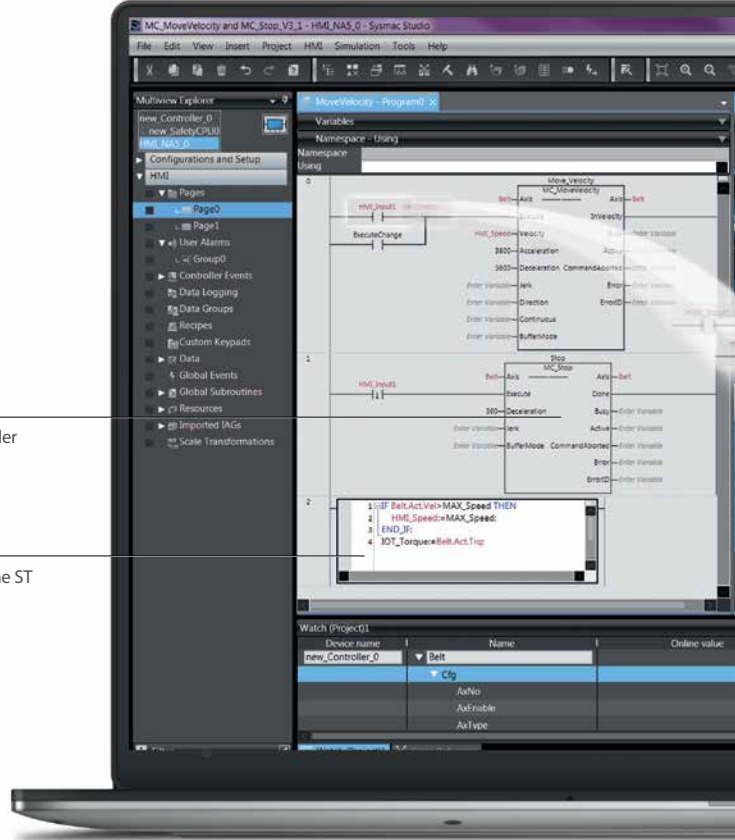 MC_MoveVelocity and MC_Stop_V3_1 - HMI_NA5_0 - Sysmac Studio
File Edit View Insert Project HMI Simulation Tools Help
Multiview Explorer
new_Controller_0
new_SafetyCPU0
HMI_NA5_0
Configurations and Setup
HMI
Pages
Page0
Page1
User Alarms
Group0
Controller Events
Data Logging
Data Groups
Recipes
Custom Keypads
Data
Global Events
Global Subroutines
Resources
Imported IAGs
Scale Transformations
MoveVelocity - Program0
Variables
Namespace - Using
Namespace
Using
0
Move_Velocity
MC_MoveVelocity
HMI_Input1
Belt Axis Axis Belt
InVelocity
ExecuteChange
HMI_Speed Velocity Enter Variable
3600 Acceleration
3600 Deceleration CommandAborted
Enter Variable Jerk Error
Enter Variable Direction ErrorID
Enter Variable Continuous
Enter Variable BufferMode
1
Stop
MC_Stop
HMI_Input1
Belt Axis Axis Belt
Execute Done
360 Deceleration Busy Enter Variable
Enter Variable Jerk Active Enter Variable
Enter Variable BufferMode CommandAborted Enter Variable
Error Enter Variable
ErrorID Enter Variable
2
1 IF Belt.Act.Vel>MAX_Speed THEN
2 HMI_Speed:=MAX_Speed;
3 END_IF;
4 IOT_Torque:=Belt.Act.Trq;
Watch (Project)1
Device name Name Online value
new_Controller_0 Belt
Cfg
AxNo
AxEnable
AxType
ST